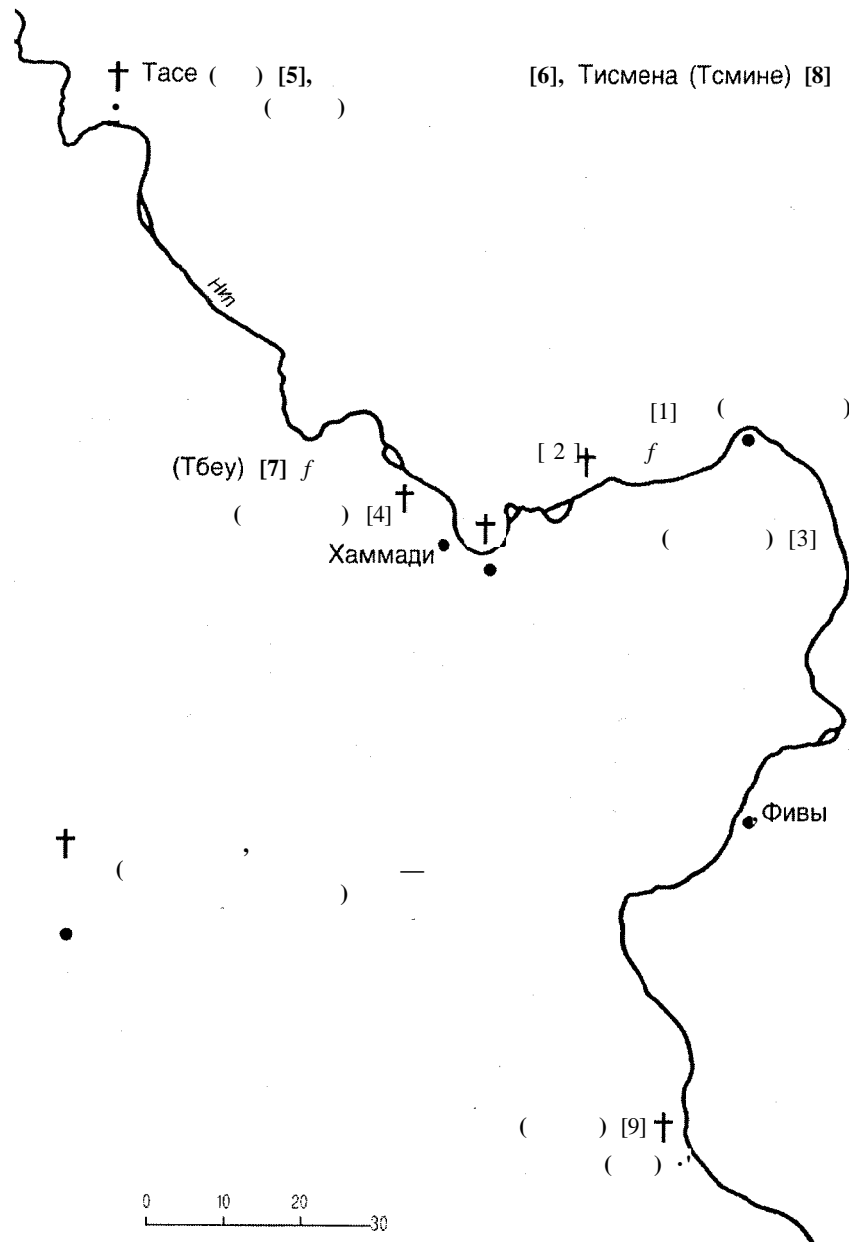 Тасе ( ) [5], [6], Тисмена (Тсмине) [8]
( )
Нил
[1] (          )
(Тбеу) [7] f [ 2 ] f
(          ) [4]
Хаммади (          ) [3]
Фивы
,
( —
)
(          ) [9]
(     )
0 10 20 30